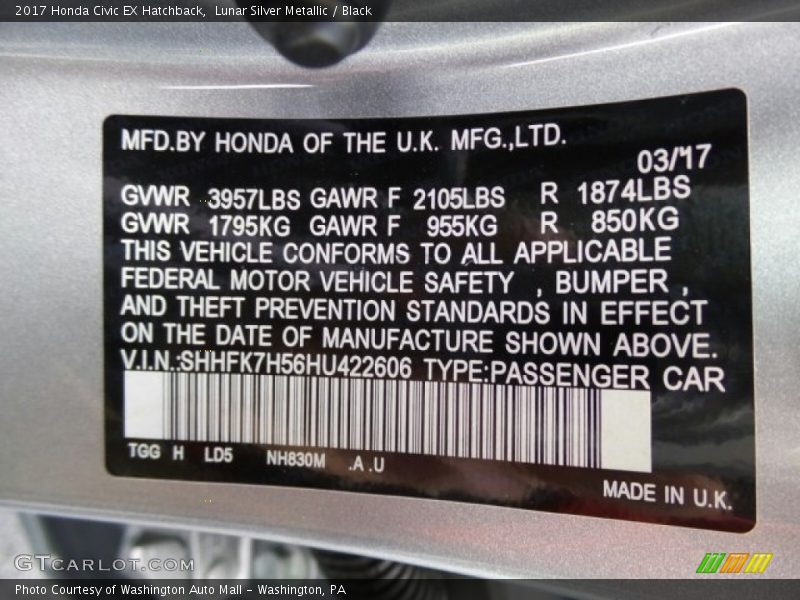 2017 Honda Civic EX Hatchback,  Lunar Silver Metallic / Black
MFD.BY HONDA OF THE U.K. MFG.,LTD.
03/'17
GVWR 3957LBS GAWR F 2105LBS R 1874LBS
GVWR 1795KG GAWR F 955KG R 850KG
THIS VEHICLE CONFORMS TO ALL APPLICABLE
FEDERAL MOTOR VEHICLE SAFETY , BUMPER ,
AND THEFT PREVENTION STANDARDS IN EFFECT
ON THE DATE OF MANUFACTURE SHOWN ABOVE.
V.I.N.:SHHFK7H56HU422606 TYPE:PASSENGER CAR
TGG H LD5 NH830M .A .U
MADE IN U.K.
GTCARLOT.COM
Photo Courtesy of Washington Auto Mall – Washington, PA